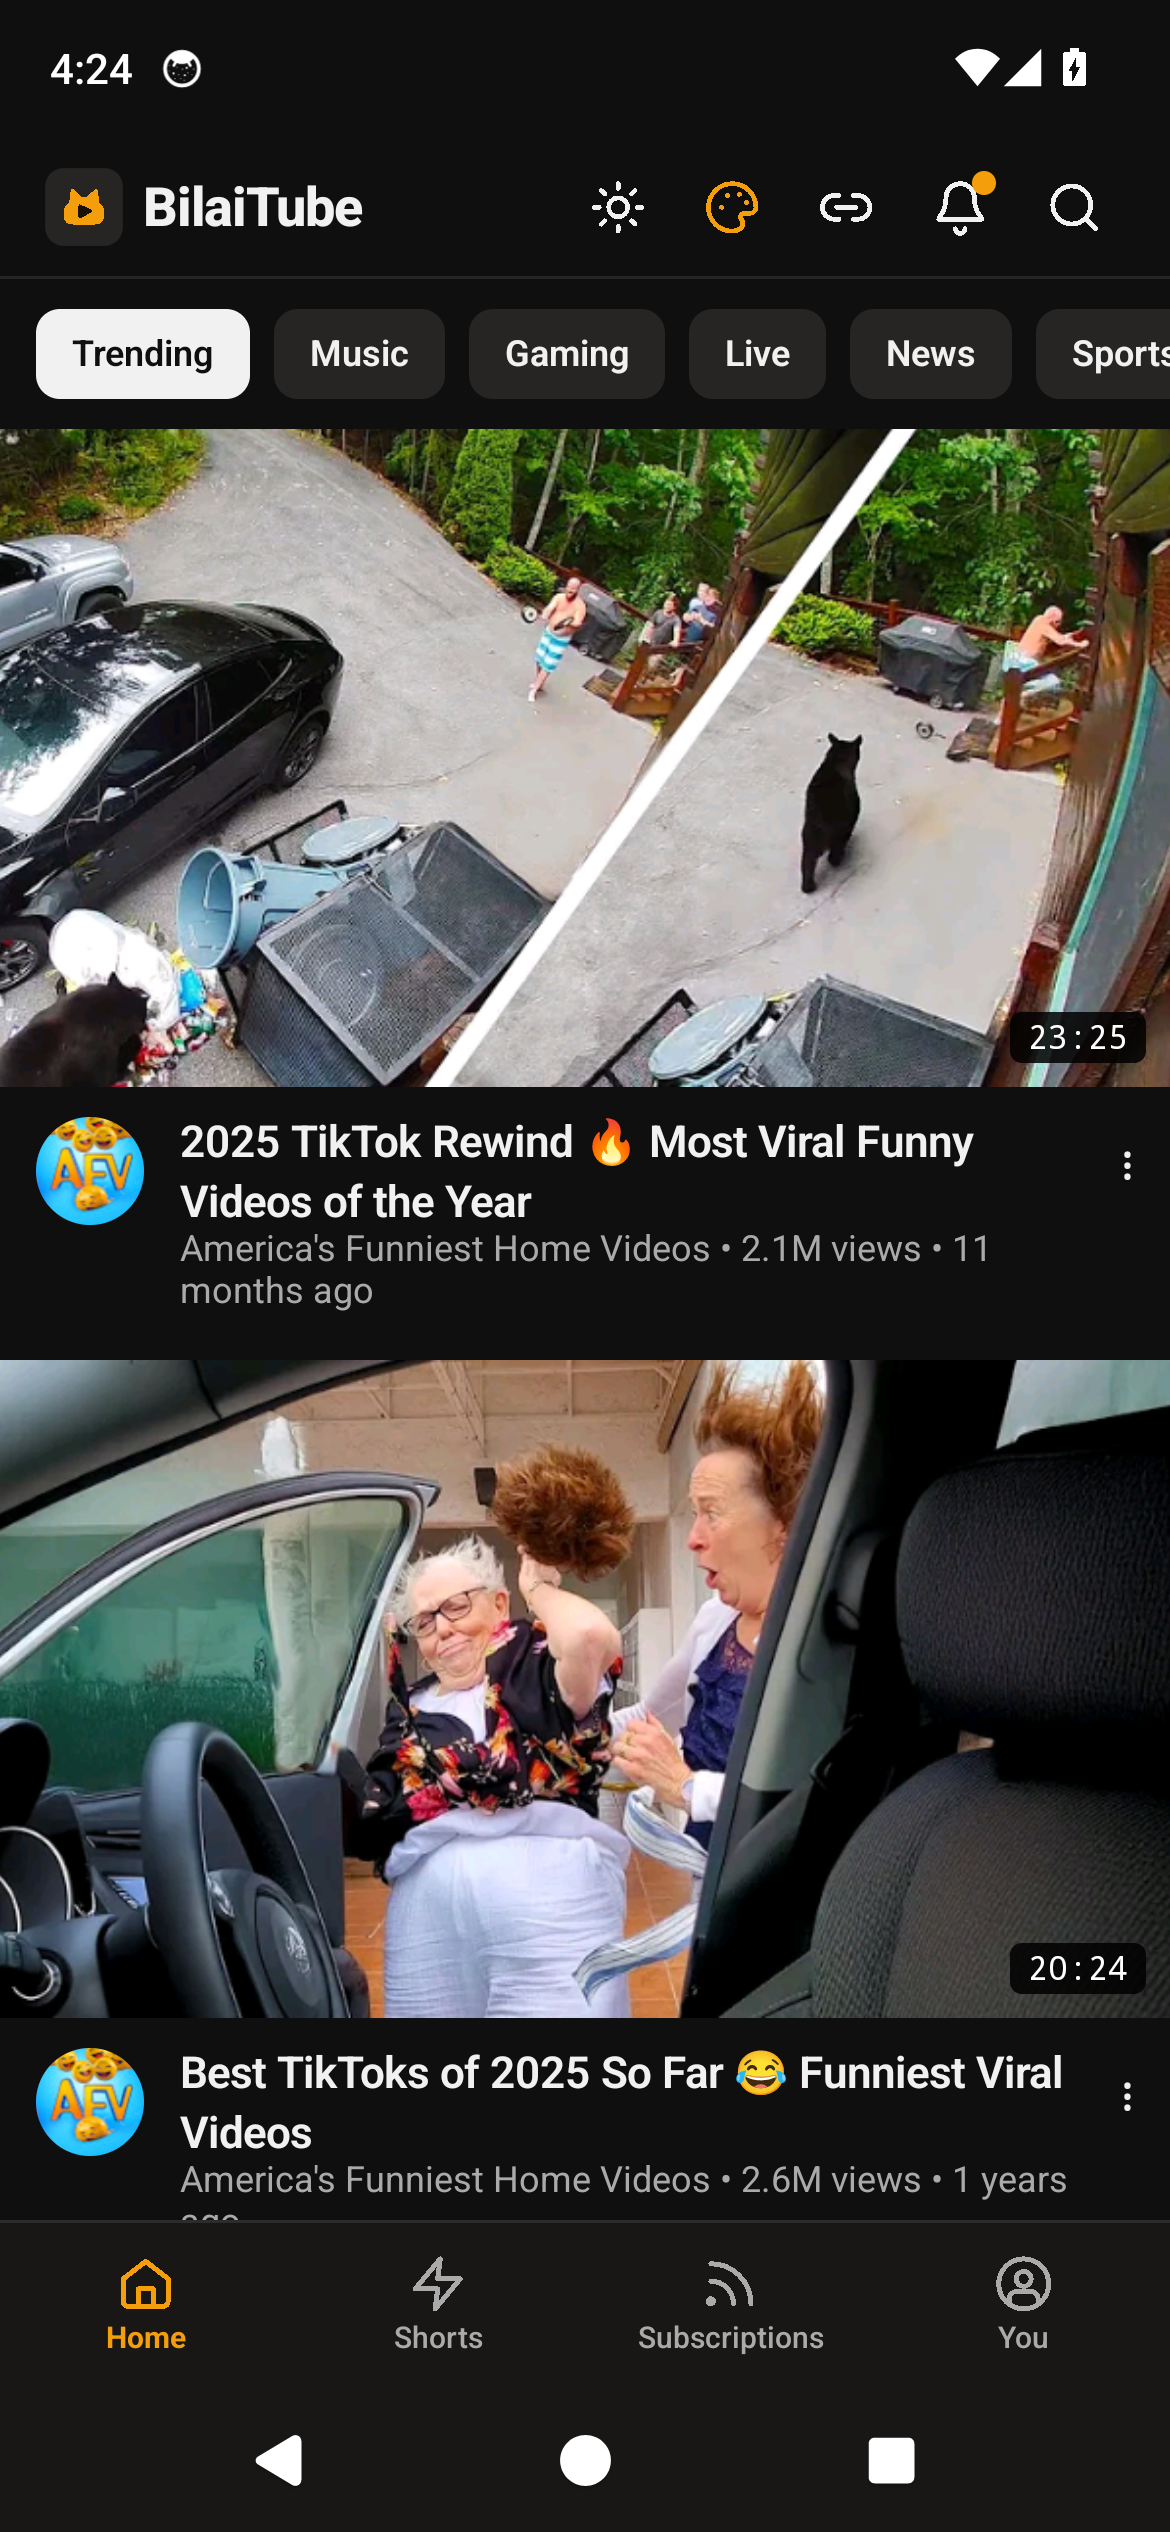 4:24
BilaiTube
Trending
Music
Gaming
Live
News
Sports
23:25
AFV
2025 TikTok Rewind 🔥 Most Viral Funny
Videos of the Year
America's Funniest Home Videos • 2.1M views • 11
months ago
20:24
AFV
Best TikToks of 2025 So Far 😂 Funniest Viral
Videos
America's Funniest Home Videos • 2.6M views • 1 years
ago
Home
Shorts
Subscriptions
You